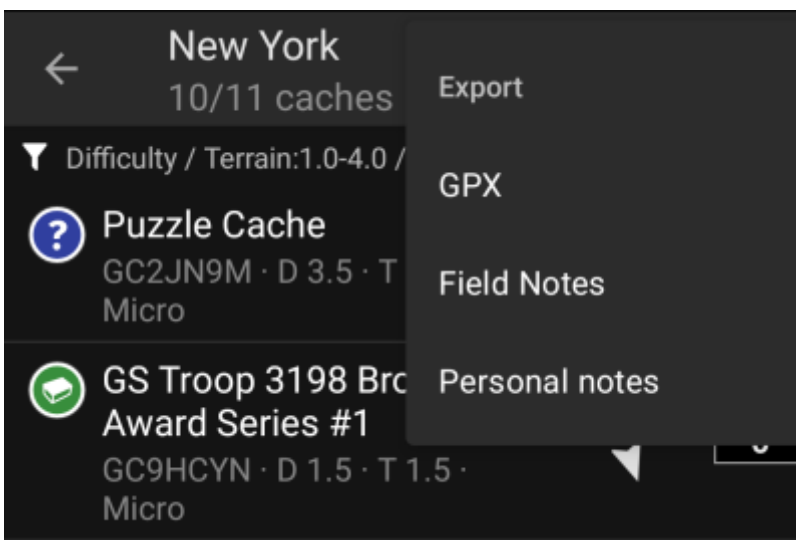 New York
10/11 caches
Difficulty / Terrain:1.0-4.0 /
Puzzle Cache
GC2JN9M · D 3.5 · T
Micro
GS Troop 3198 Bro
Award Series #1
GC9HCYN · D 1.5 · T 1.5 ·
Micro
Export
GPX
Field Notes
Personal notes